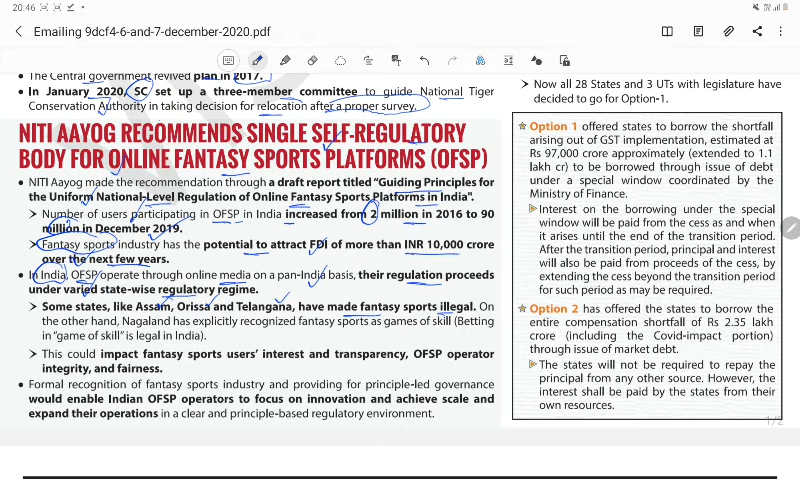 20:46
Emailing 9dcf4-6-and-7-december-2020.pdf
• The Central government revived plan in 2017.
• In January 2020, SC set up a three-member committee to guide National Tiger
Conservation Authority in taking decision for relocation after a proper survey.
NITI AAYOG RECOMMENDS SINGLE SELF-REGULATORY
BODY FOR ONLINE FANTASY SPORTS PLATFORMS (OFSP)
• NITI Aayog made the recommendation through a draft report titled "Guiding Principles for
the Uniform National-Level Regulation of Online Fantasy Sports Platforms in India".
➤ Number of users participating in OFSP in India increased from 2 million in 2016 to 90
million in December 2019.
➤ Fantasy sports industry has the potential to attract FDI of more than INR 10,000 crore
over the next few years.
• In India, OFSP operate through online media on a pan-India basis, their regulation proceeds
under varied state-wise regulatory regime.
➤ Some states, like Assam, Orissa and Telangana, have made fantasy sports illegal. On
the other hand, Nagaland has explicitly recognized fantasy sports as games of skill (Betting
in "game of skill" is legal in India).
➤ This could impact fantasy sports users' interest and transparency, OFSP operator
integrity, and fairness.
• Formal recognition of fantasy sports industry and providing for principle-led governance
would enable Indian OFSP operators to focus on innovation and achieve scale and
expand their operations in a clear and principle-based regulatory environment.
➤ Now all 28 States and 3 UTs with legislature have
decided to go for Option-1.
Option 1 offered states to borrow the shortfall
arising out of GST implementation, estimated at
Rs 97,000 crore approximately (extended to 1.1
lakh cr) to be borrowed through issue of debt
under a special window coordinated by the
Ministry of Finance.
Interest on the borrowing under the special
window will be paid from the cess as and when
it arises until the end of the transition period.
After the transition period, principal and interest
will also be paid from proceeds of the cess, by
extending the cess beyond the transition period
for such period as may be required.
Option 2 has offered the states to borrow the
entire compensation shortfall of Rs 2.35 lakh
crore (including the Covid-impact portion)
through issue of market debt.
The states will not be required to repay the
principal from any other source. However, the
interest shall be paid by the states from their
own resources.
1/2